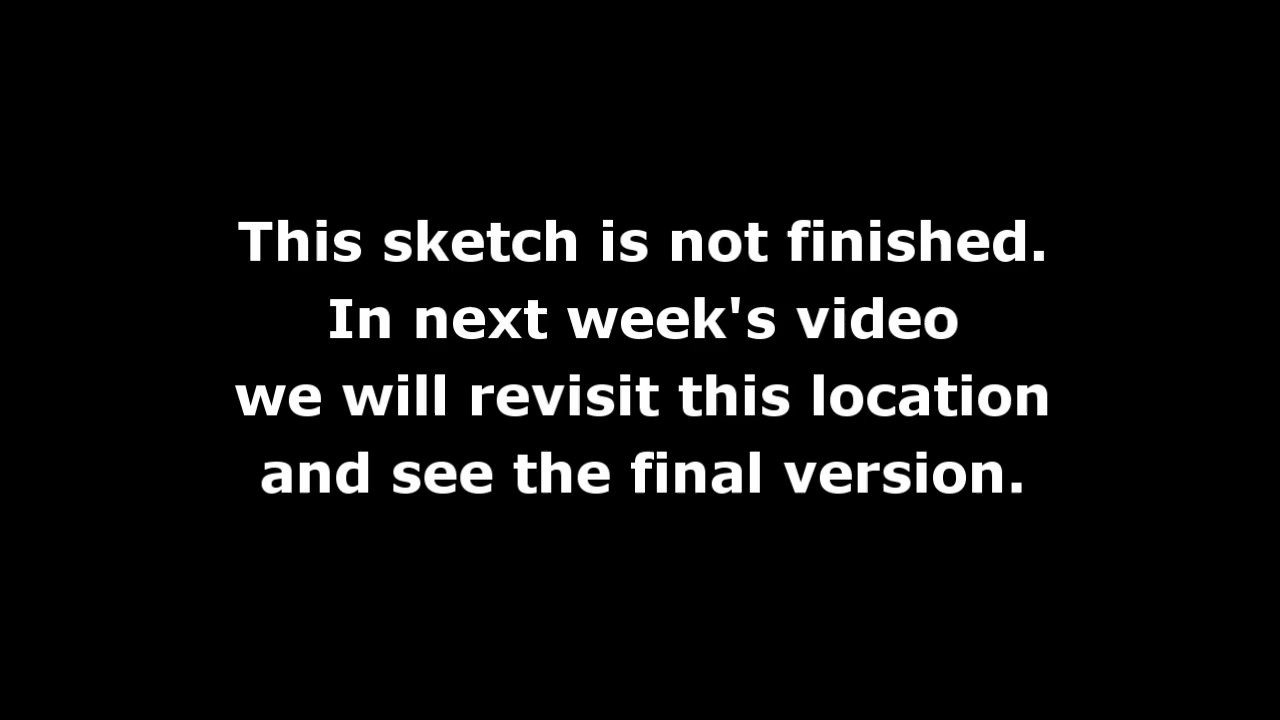 This sketch is not finished.
In next week's video
we will revisit this location
and see the final version.